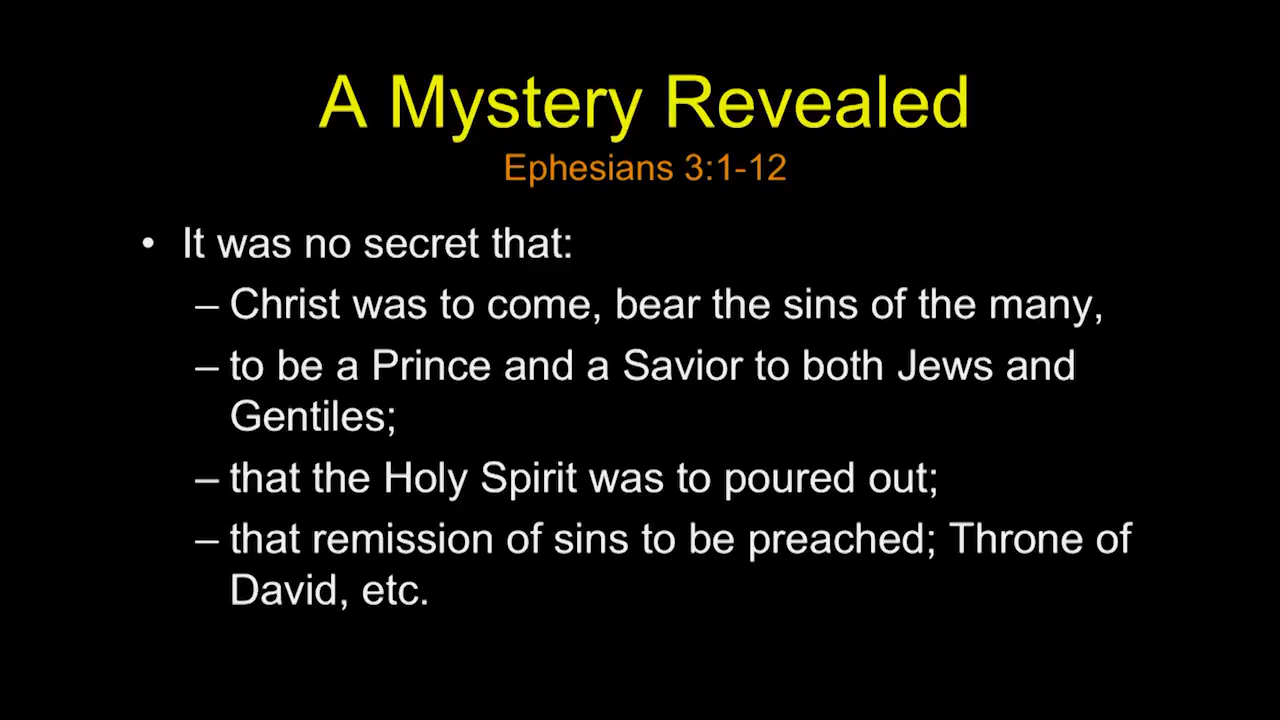 A Mystery Revealed
Ephesians 3:1-12
• It was no secret that:
– Christ was to come, bear the sins of the many,
– to be a Prince and a Savior to both Jews and
Gentiles;
– that the Holy Spirit was to poured out;
– that remission of sins to be preached; Throne of
David, etc.